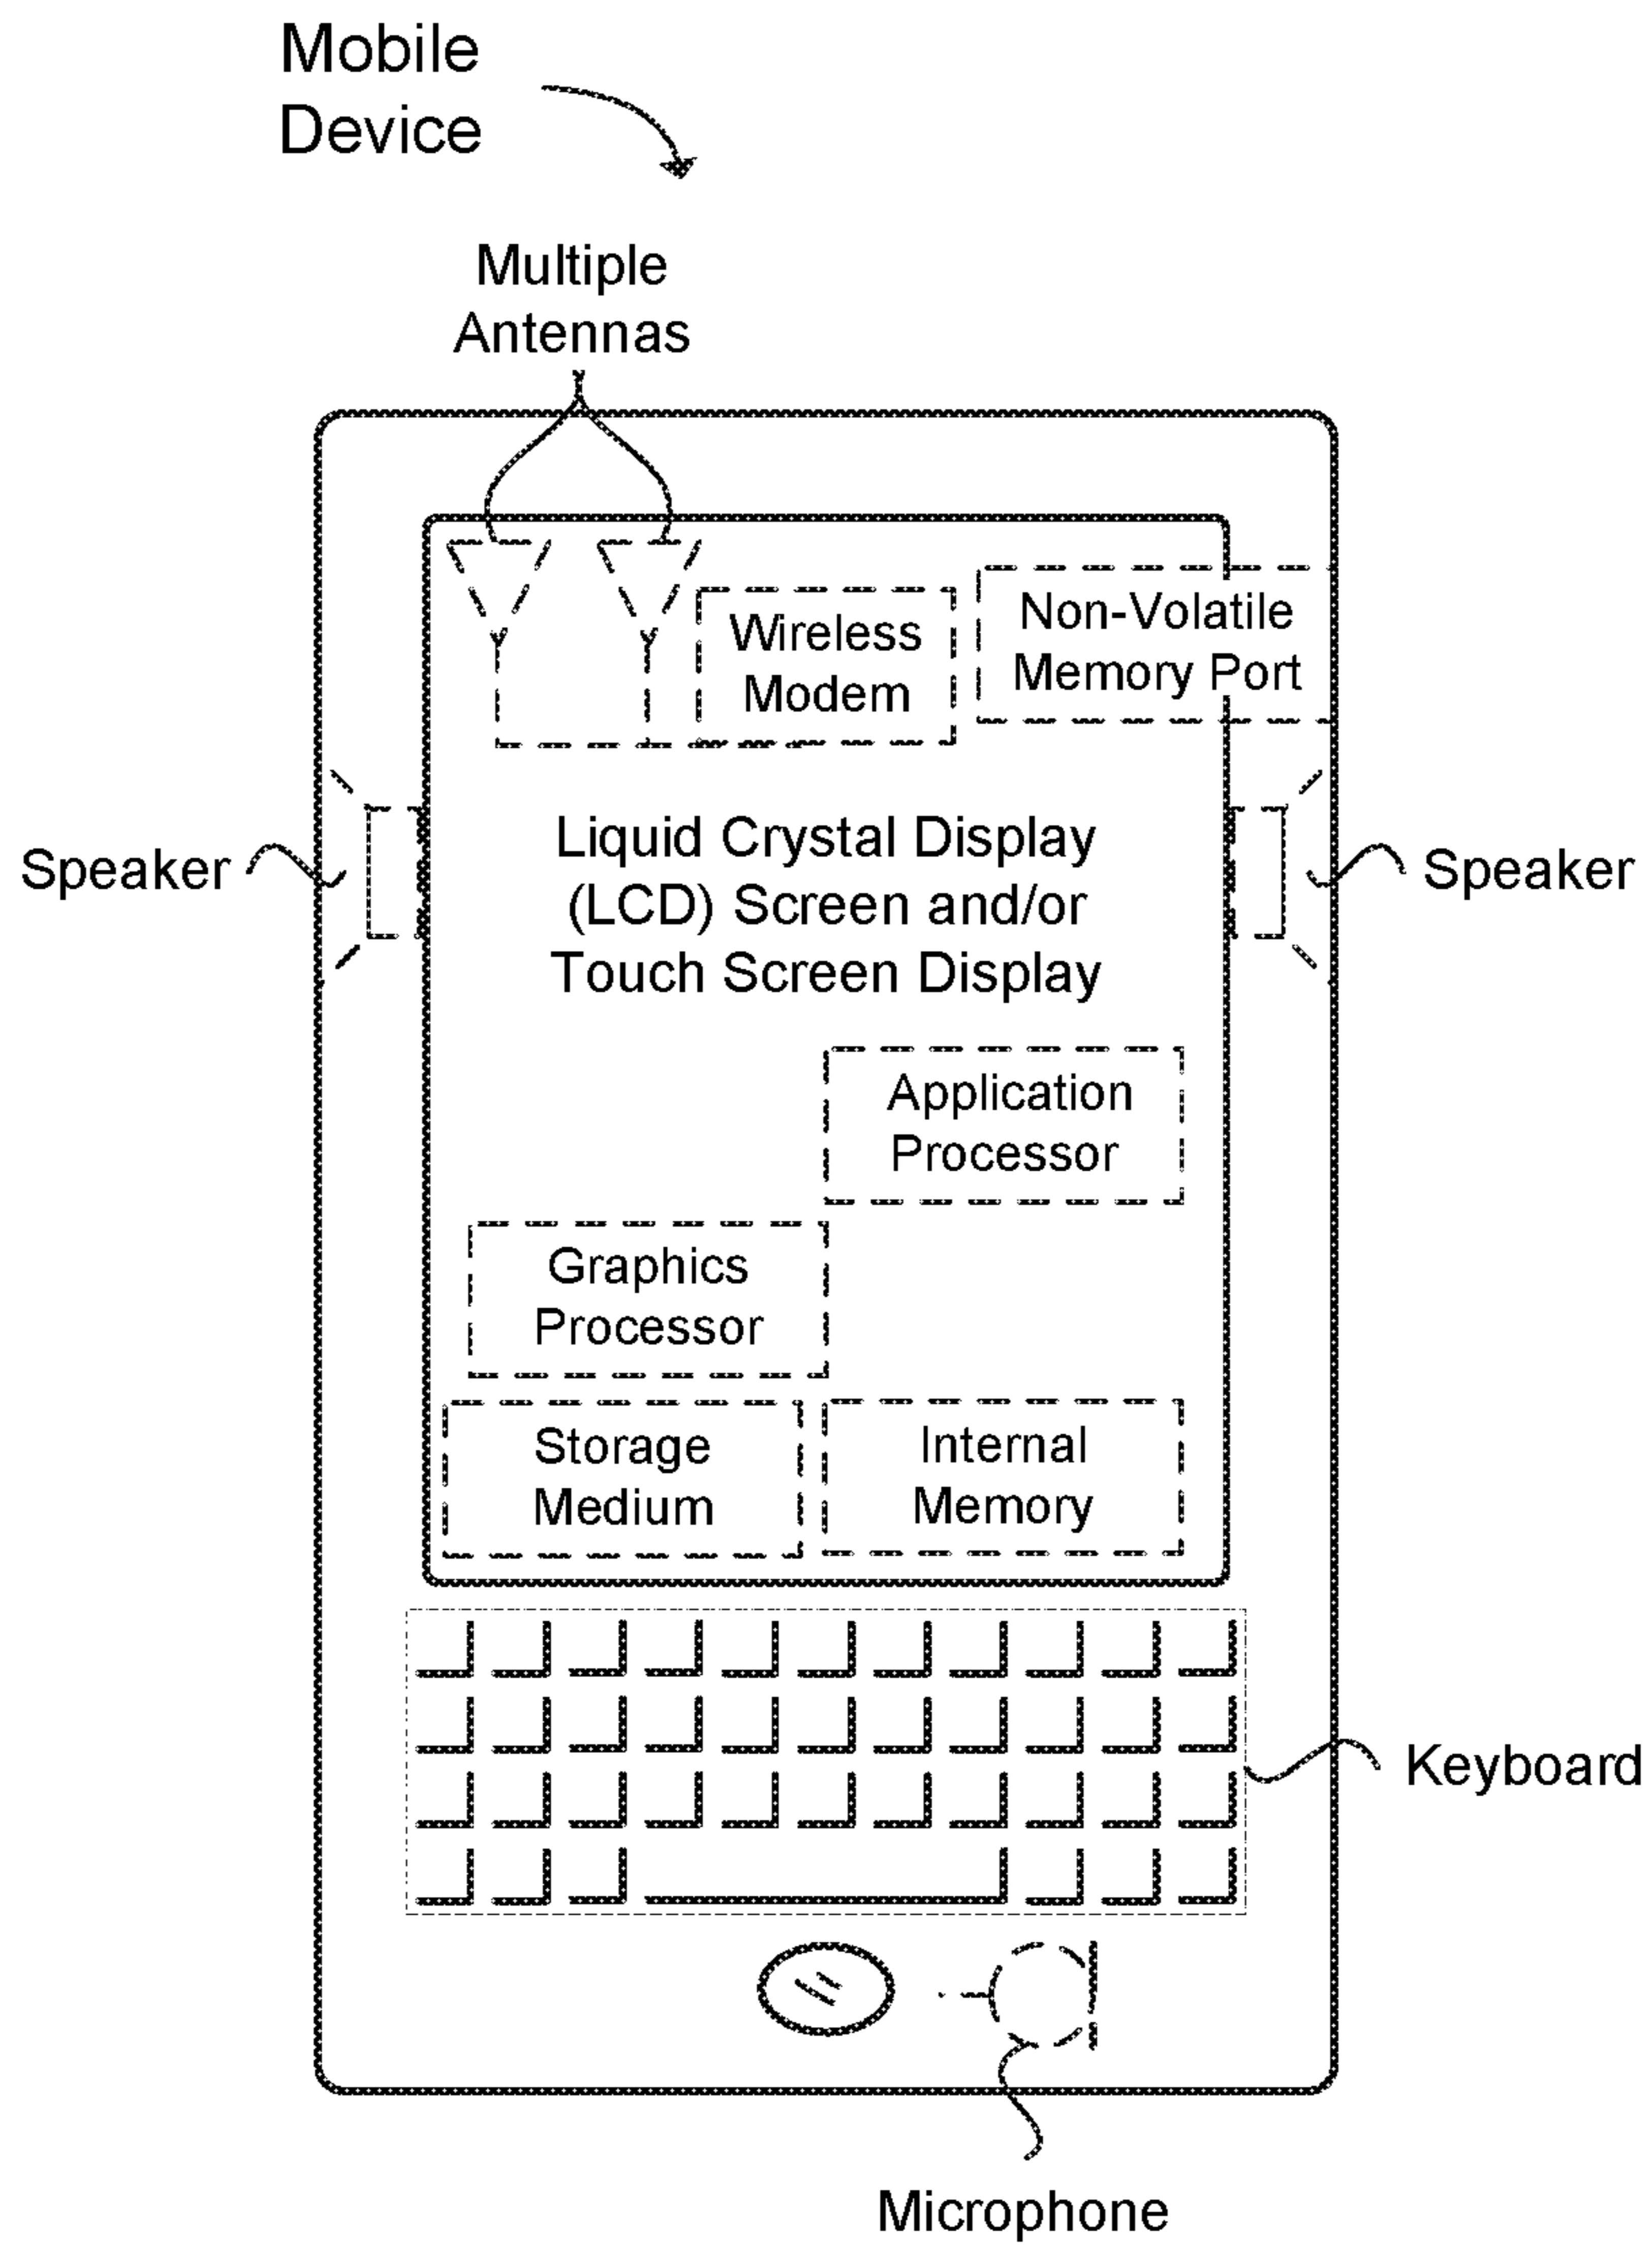 Mobile
Device
Multiple
Antennas
Wireless
Modem
Non-Volatile
Memory Port
Speaker
Liquid Crystal Display
(LCD) Screen and/or
Touch Screen Display
Speaker
Application
Processor
Graphics
Processor
Storage
Medium
Internal
Memory
Keyboard
Microphone